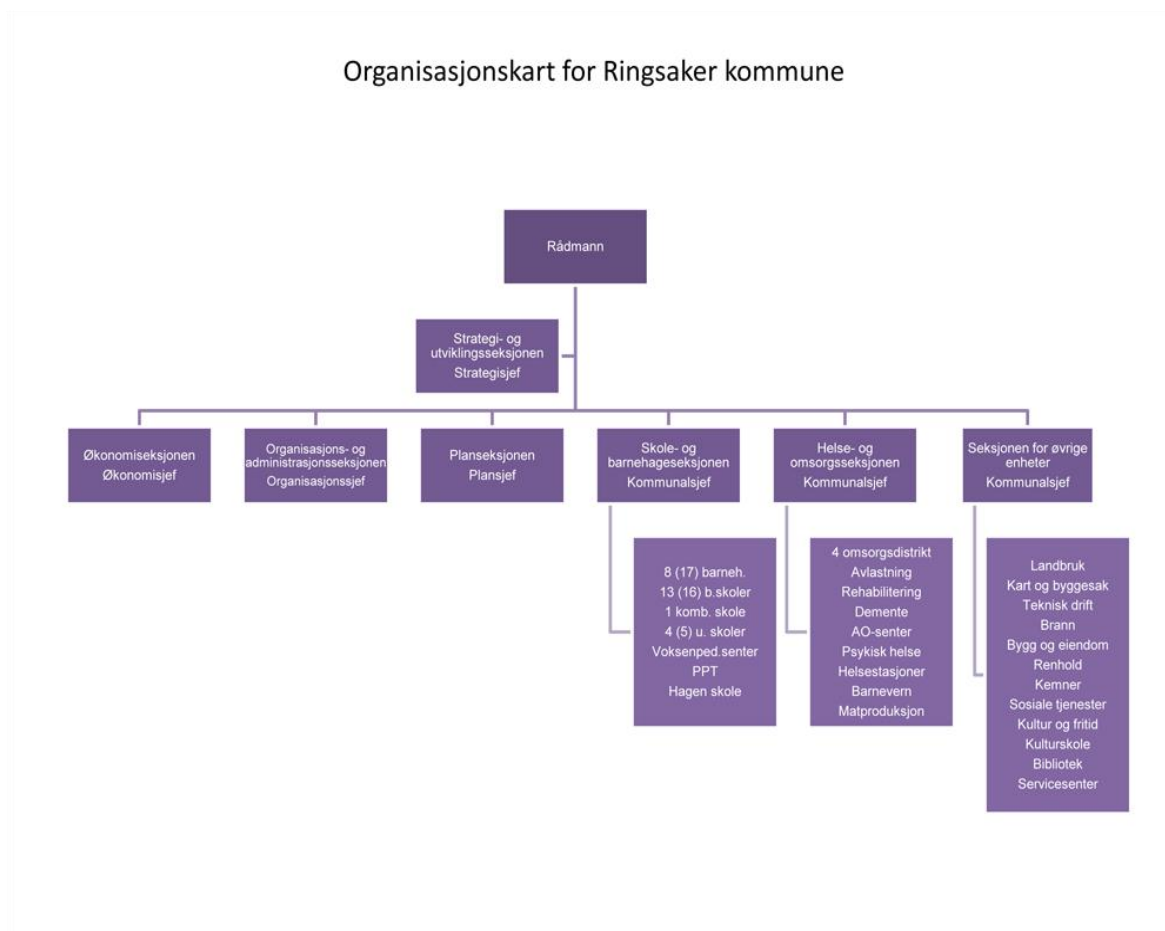 Organisasjonskart for Ringsaker kommune
Rådmann
Strategi- og
utviklingsseksjonen
Strategisjef
Økonomiseksjonen
Økonomisjef
Organisasjons- og
administrasjonsseksjonen
Organisasjonssjef
Planseksjonen
Plansjef
Skole- og
barnehageseksjonen
Kommunalsjef
Helse- og
omsorgsseksjonen
Kommunalsjef
Seksjonen for øvrige
enheter
Kommunalsjef
8 (17) barneh.
13 (16) b.skoler
1 komb. skole
4 (5) u. skoler
Voksenped.senter
PPT
Hagen skole
4 omsorgsdistrikt
Avlastning
Rehabilitering
Demente
AO-senter
Psykisk helse
Helsestasjoner
Barnevern
Matproduksjon
Landbruk
Kart og byggesak
Teknisk drift
Brann
Bygg og eiendom
Renhold
Kemner
Sosiale tjenester
Kultur og fritid
Kulturskole
Bibliotek
Servicesenter